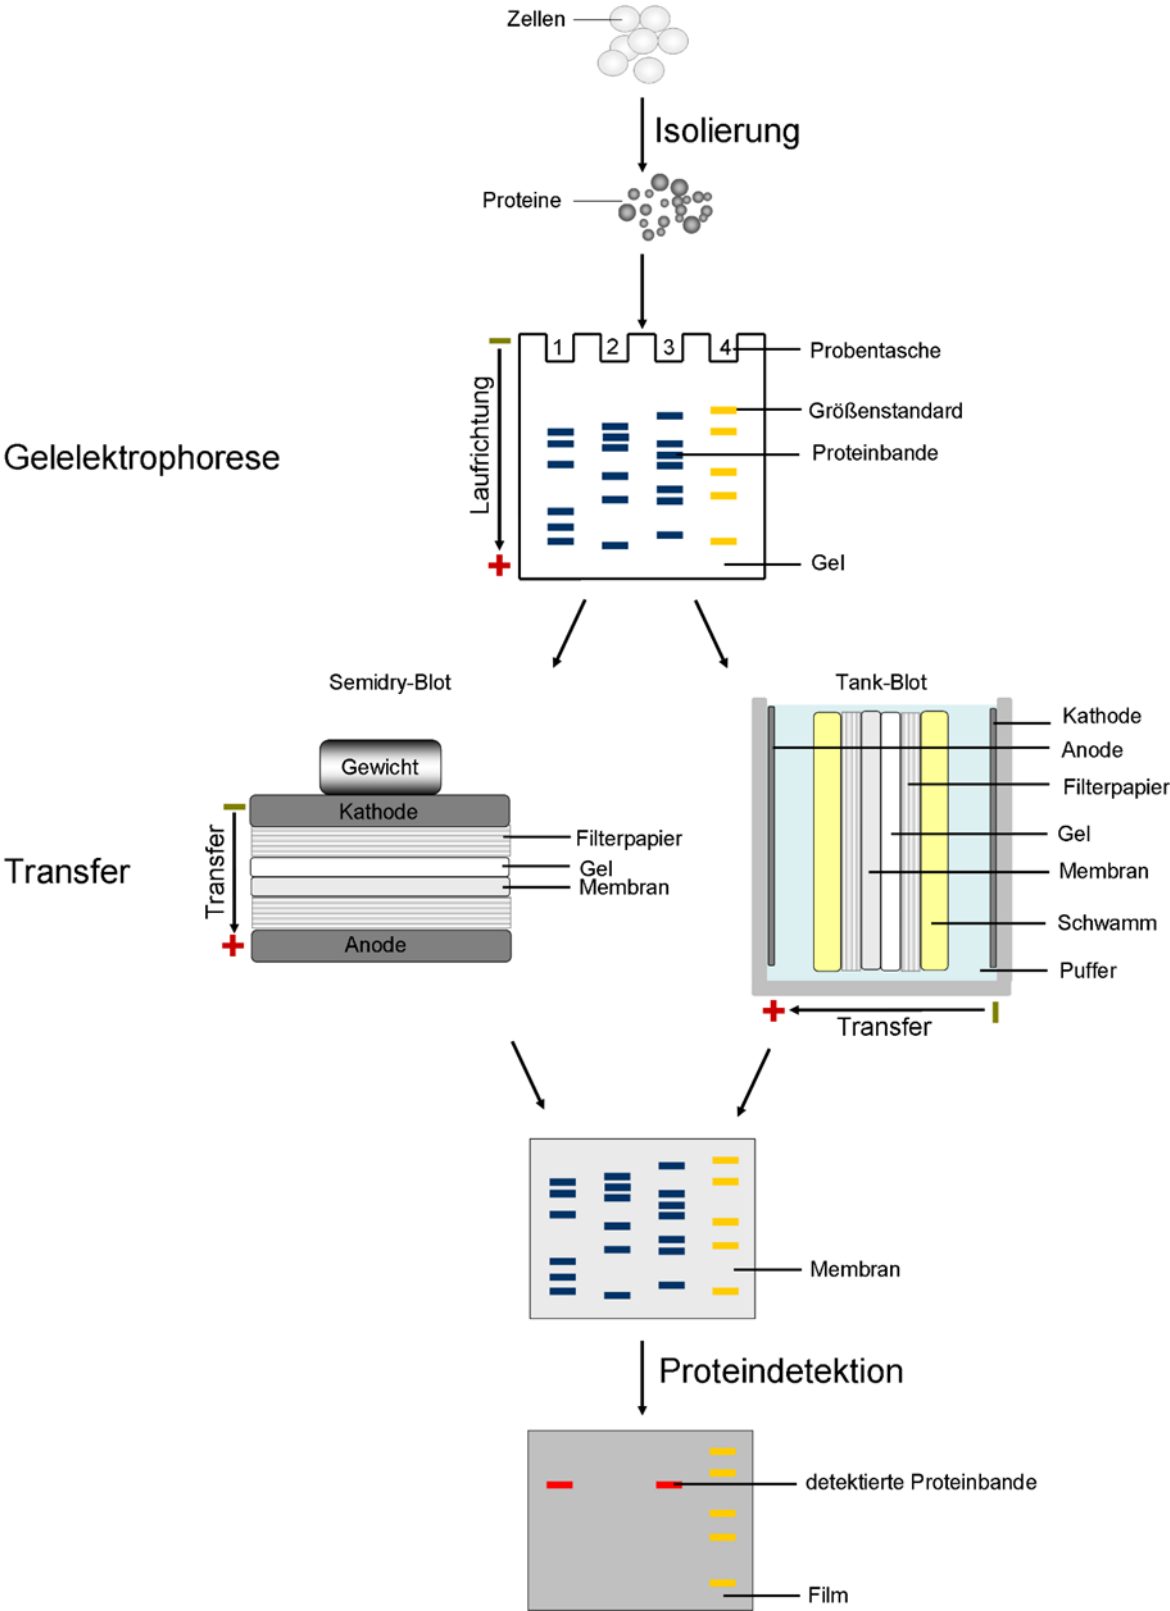 Zellen
Isolierung
Proteine
1 2 3 4
Probentasche
Größenstandard
Laufrichtung
Proteinbande
Gelelektrophorese
Gel
Semidry-Blot
Tank-Blot
Gewicht
Kathode
Filterpapier
Gel
Membran
Anode
Transfer
Transfer
Kathode
Anode
Filterpapier
Gel
Membran
Schwamm
Puffer
Transfer
Membran
Proteindetektion
detektierte Proteinbande
Film